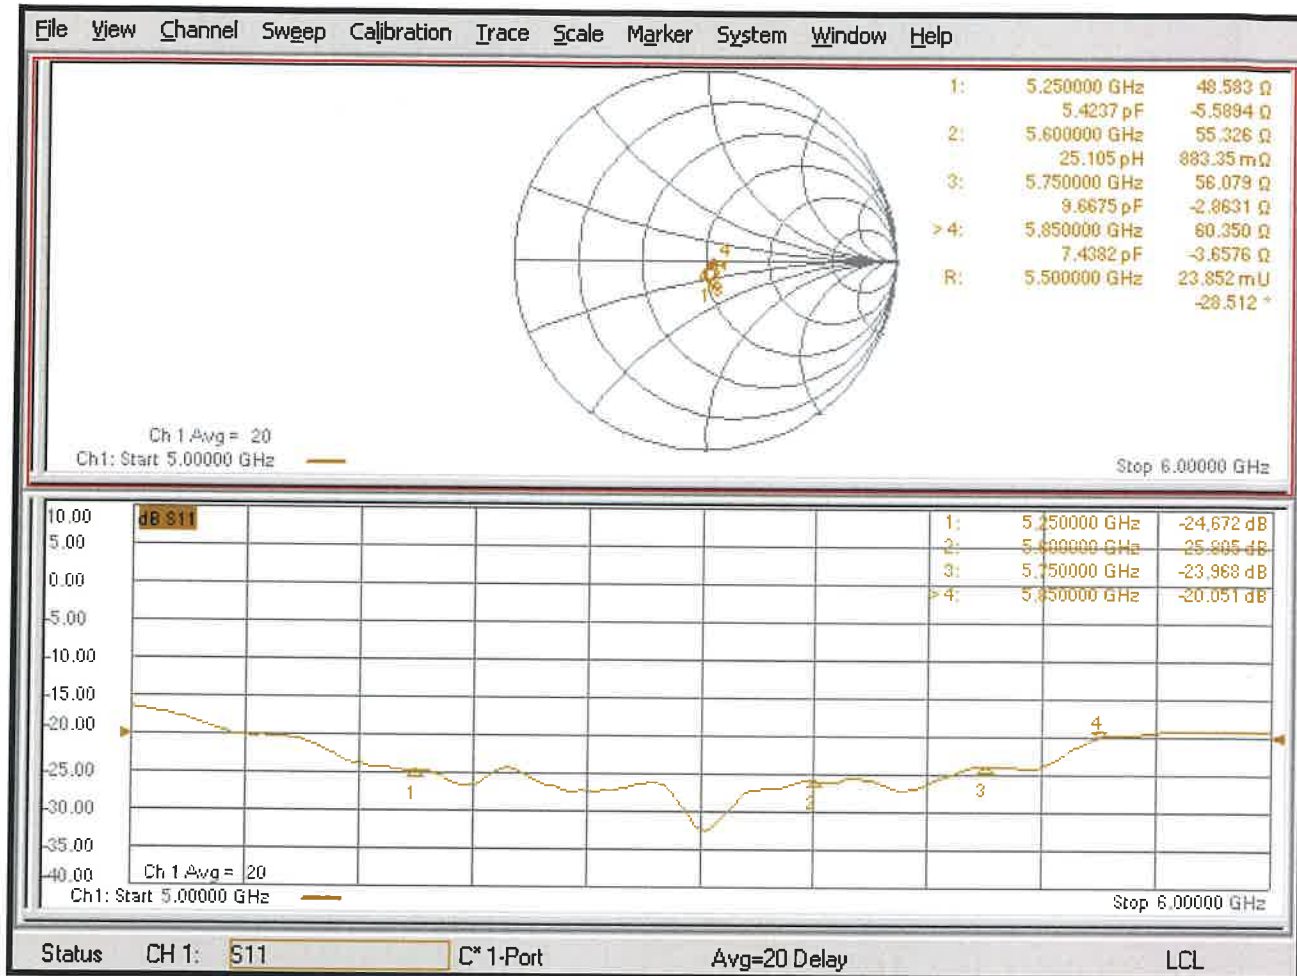 File View Channel Sweep Calibration Trace Scale Marker System Window Help
1: 5.250000 GHz 48.583 Ω
5.4237 pF -5.5894 Ω
2: 5.600000 GHz 55.326 Ω
25.105 pH 883.35 mΩ
3: 5.750000 GHz 56.079 Ω
9.6675 pF -2.8631 Ω
> 4: 5.850000 GHz 60.350 Ω
7.4382 pF -3.6576 Ω
R: 5.500000 GHz 23.852 mU
-28.512 °
4
1
Ch 1 Avg = 20
Ch1: Start 5.00000 GHz
Stop 6.00000 GHz
dB S11
10.00
5.00
0.00
-5.00
-10.00
-15.00
-20.00
-25.00
-30.00
-35.00
-40.00
1: 5.250000 GHz -24.672 dB
2: 5.600000 GHz -25.805 dB
3: 5.750000 GHz -23.968 dB
> 4: 5.850000 GHz -20.051 dB
1
2
3
4
Ch 1 Avg = 20
Ch1: Start 5.00000 GHz
Stop 6.00000 GHz
Status CH 1: S11 C* 1-Port Avg=20 Delay LCL